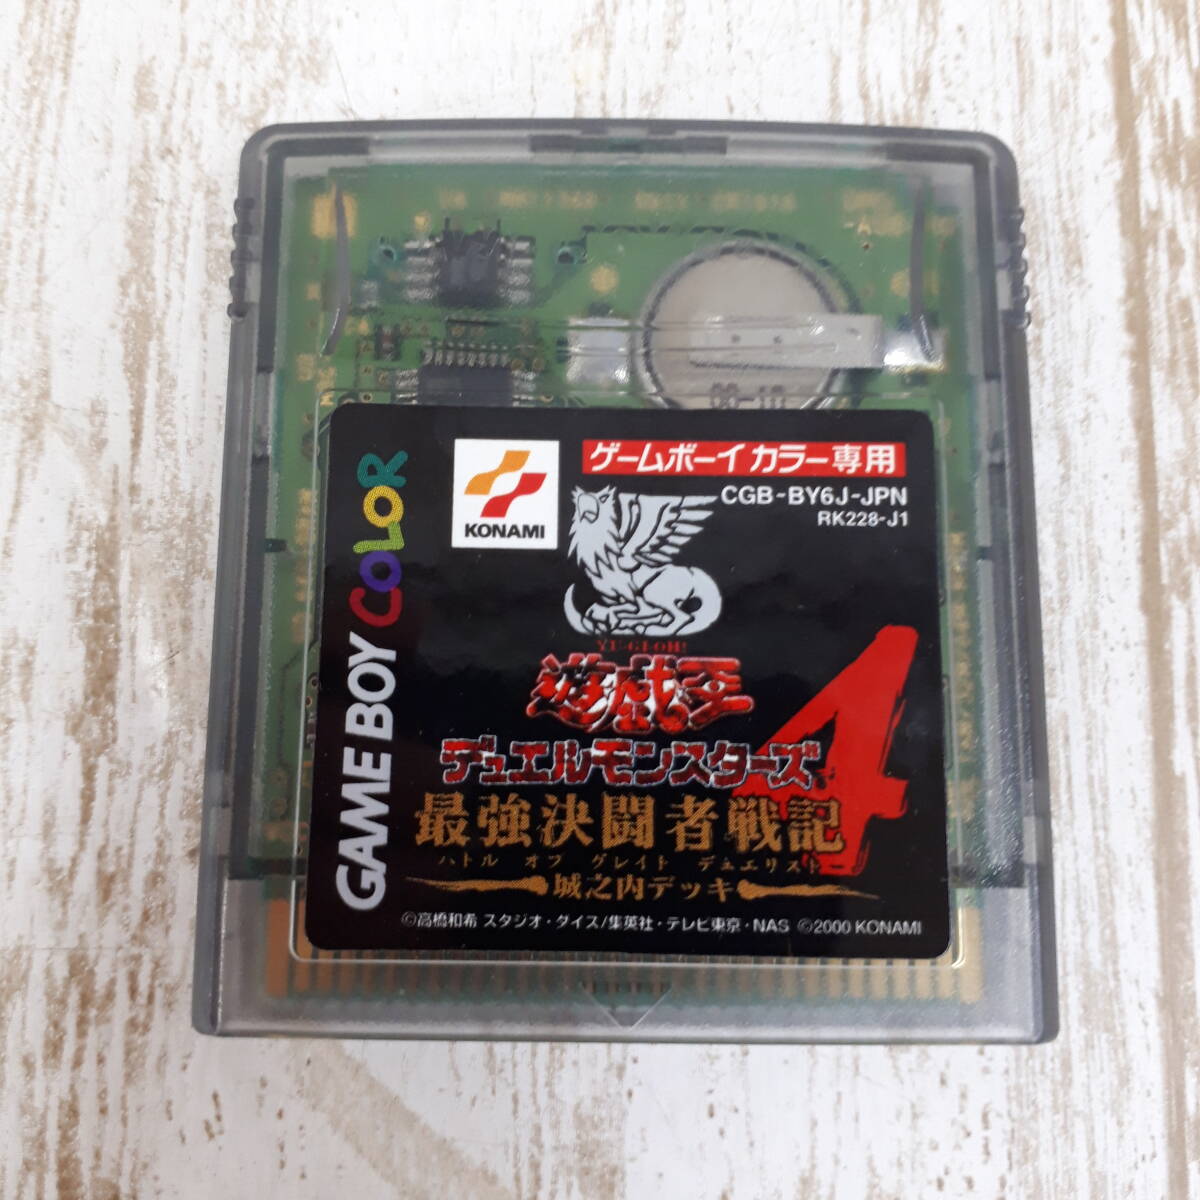 ゲームボーイ カラー専用
CGB-BY6J-JPN
RK228-J1
KONAMI
GAME BOY COLOR
YU-GI-OH!
遊戯王
デュエルモンスターズ
4
最強決闘者戦記
バトル オブ グレイト デュエリスト
城之内デッキ
©高橋和希 スタジオ・ダイス/集英社・テレビ東京・NAS ©2000 KONAMI